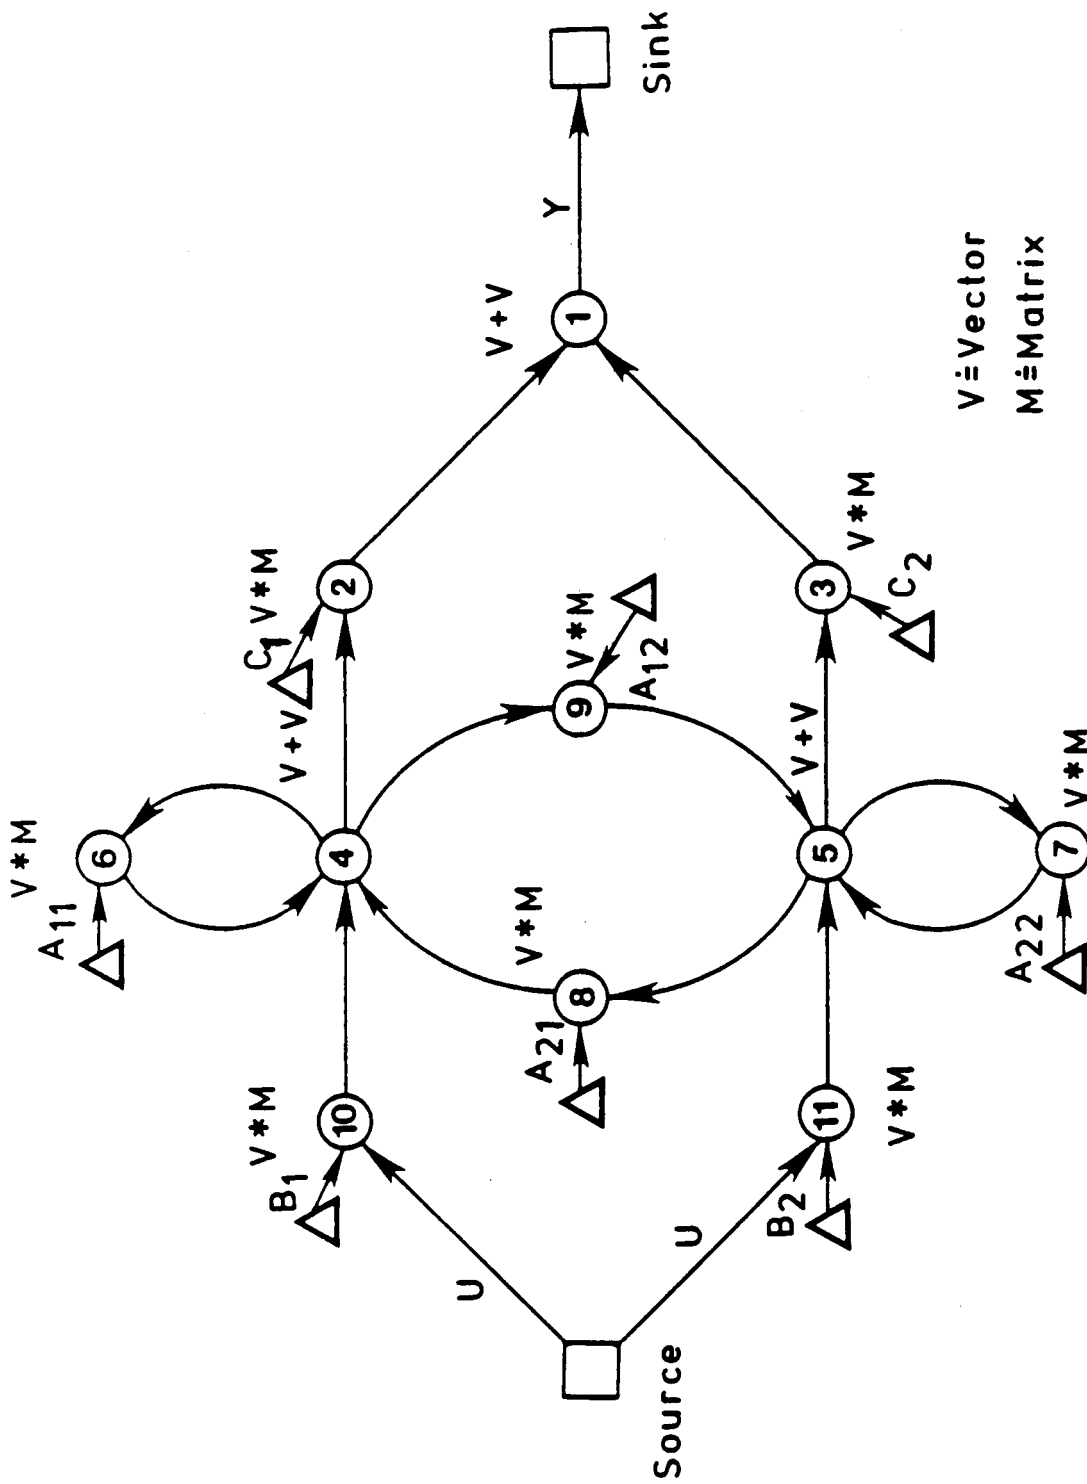 Source
U
U
B1
V*M
10
B2
11
V*M
A11
V*M
6
A21
8
V*M
4
V+V
5
V+V
A22
7
V*M
C1 V*M
2
9
V*M
A12
3
V*M
C2
V+V
1
Y
Sink
V≐Vector
M≐Matrix